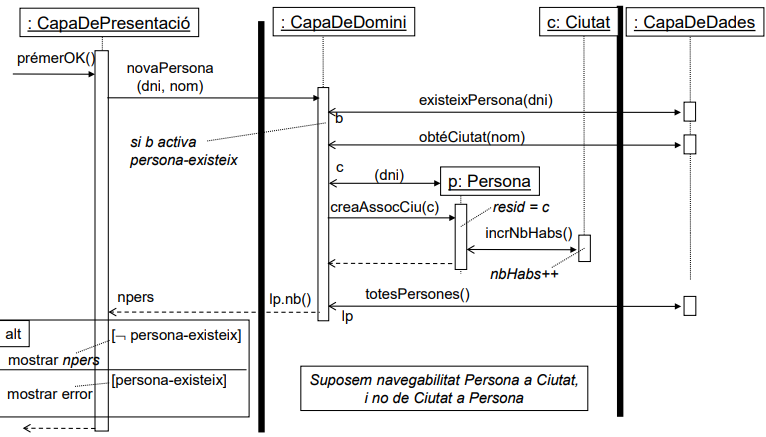 : CapaDePresentació
: CapaDeDomini
c: Ciutat
: CapaDeDades
prémerOK()
novaPersona
(dni, nom)
existeixPersona(dni)
b
si b activa
persona-existeix
obtéCiutat(nom)
c
(dni)
p: Persona
creaAssocCiu(c)
resid = c
incrNbHabs()
nbHabs++
npers
lp.nb()
totesPersones()
lp
alt
[¬ persona-existeix]
mostrar npers
[persona-existeix]
mostrar error
Suposem navegabilitat Persona a Ciutat,
i no de Ciutat a Persona